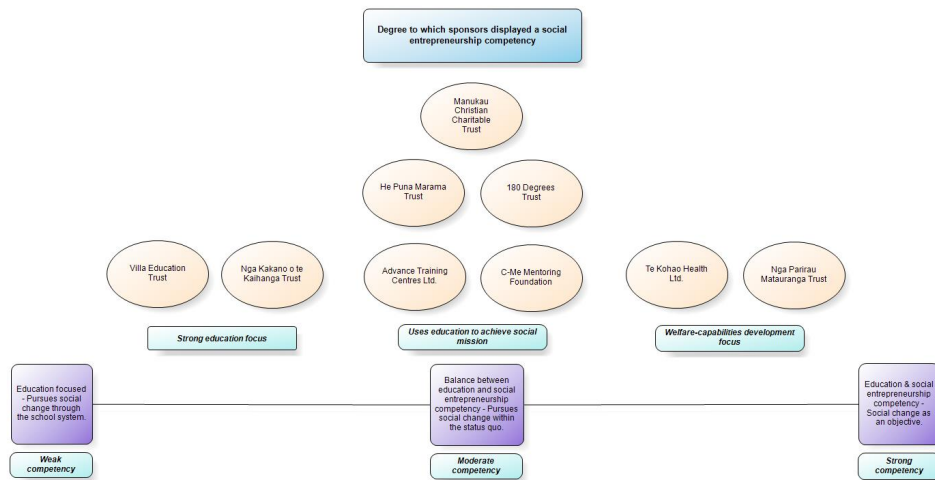 Degree to which sponsors displayed a social
entrepreneurship competency
Manukau
Christian
Charitable
Trust
He Puna Marama
Trust
180 Degrees
Trust
Villa Education
Trust
Nga Kakano o te
Kaihanga Trust
Advance Training
Centres Ltd.
C-Me Mentoring
Foundation
Te Kohao Health
Ltd.
Nga Parirau
Matauranga Trust
Strong education focus
Uses education to achieve social
mission
Welfare-capabilities development
focus
Education focused
- Pursues social
change through
the school system.
Balance between
education and social
entrepreneurship
competency - Pursues
social change within
the status quo.
Education & social
entrepreneurship
competency -
Social change as
an objective.
Weak
competency
Moderate
competency
Strong
competency